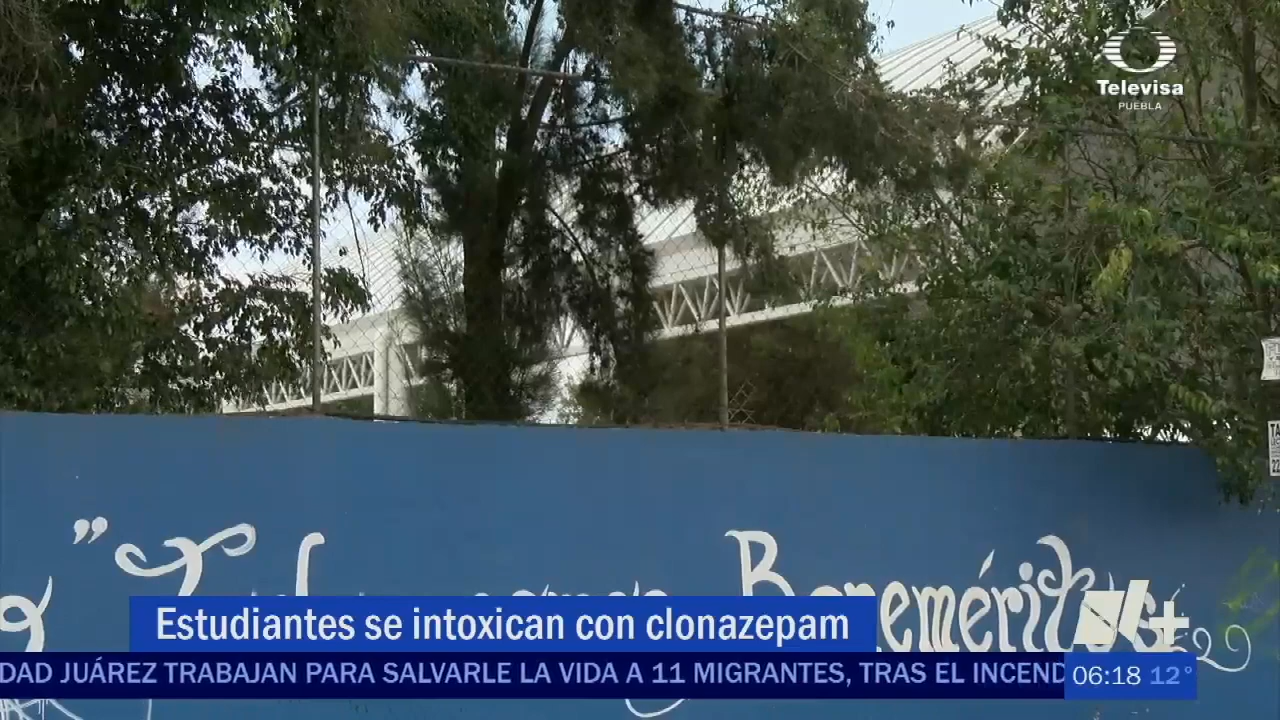 Televisa
PUEBLA
Beneméritos
Estudiantes se intoxican con clonazepam
DAD JUÁREZ TRABAJAN PARA SALVARLE LA VIDA A 11 MIGRANTES, TRAS EL INCEND
06:18 12°
N+